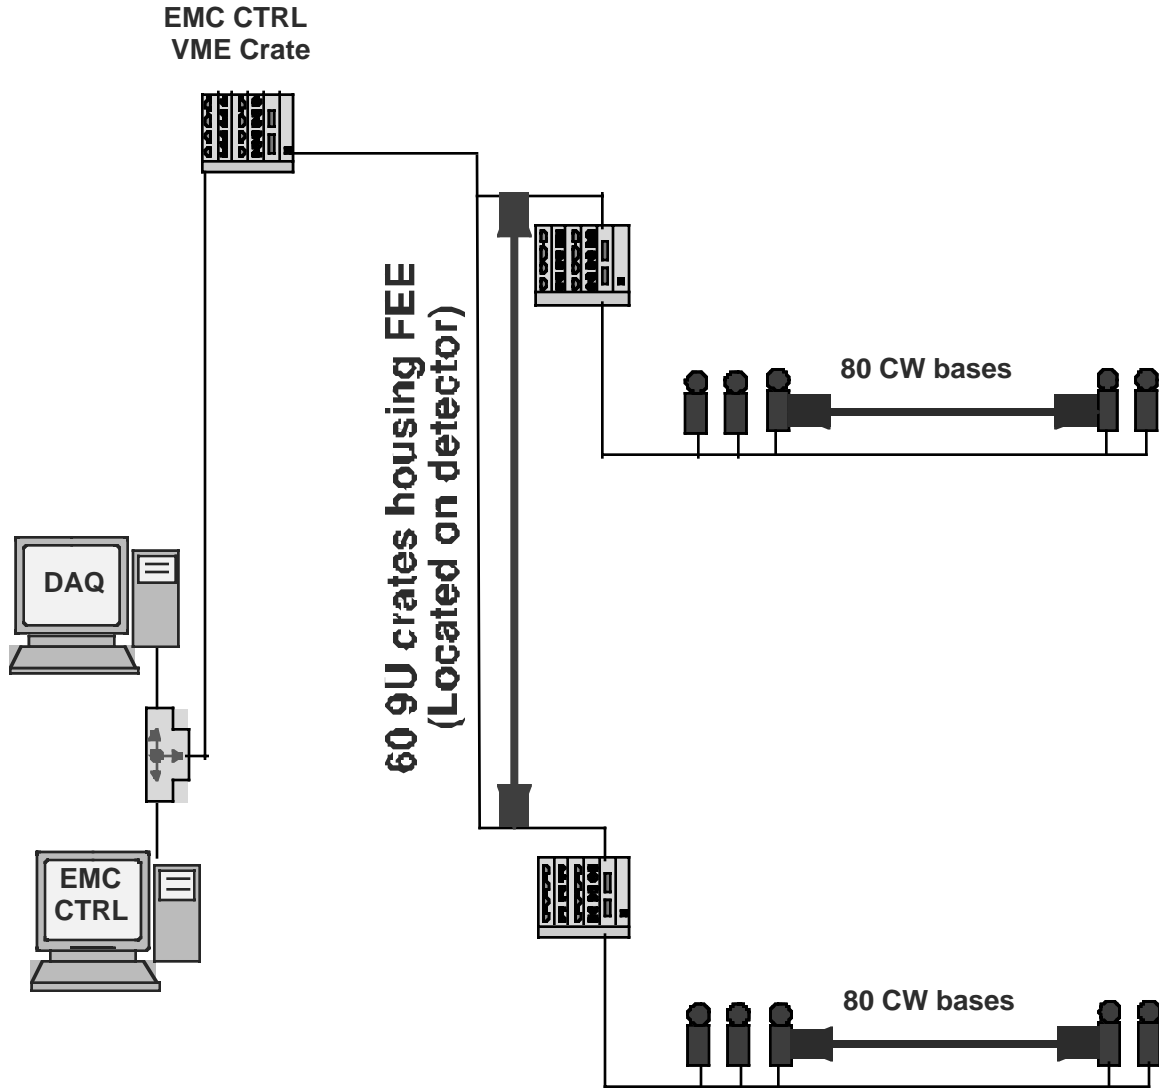 EMC CTRL
VME Crate
60 9U crates housing FEE
(Located on detector)
80 CW bases
DAQ
EMC
CTRL
80 CW bases